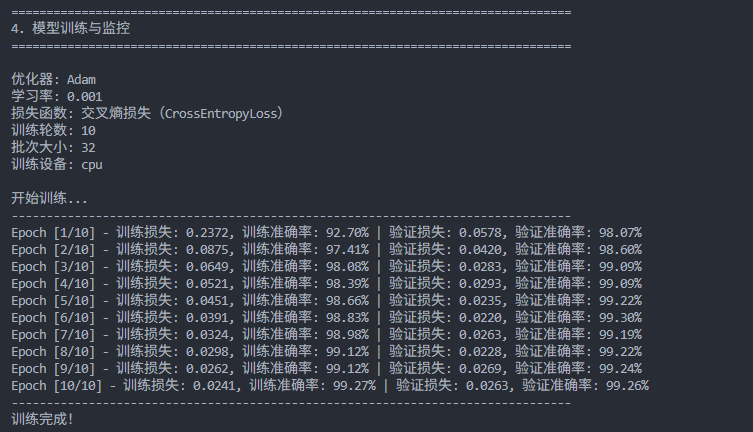 ================================================================================
4. 模型训练与监控
================================================================================
优化器: Adam
学习率: 0.001
损失函数: 交叉熵损失（CrossEntropyLoss）
训练轮数: 10
批次大小: 32
训练设备: cpu
开始训练...
--------------------------------------------------------------------------------
Epoch [1/10] - 训练损失: 0.2372, 训练准确率: 92.70% | 验证损失: 0.0578, 验证准确率: 98.07%
Epoch [2/10] - 训练损失: 0.0875, 训练准确率: 97.41% | 验证损失: 0.0420, 验证准确率: 98.60%
Epoch [3/10] - 训练损失: 0.0649, 训练准确率: 98.08% | 验证损失: 0.0283, 验证准确率: 99.09%
Epoch [4/10] - 训练损失: 0.0521, 训练准确率: 98.39% | 验证损失: 0.0293, 验证准确率: 99.09%
Epoch [5/10] - 训练损失: 0.0451, 训练准确率: 98.66% | 验证损失: 0.0235, 验证准确率: 99.22%
Epoch [6/10] - 训练损失: 0.0391, 训练准确率: 98.83% | 验证损失: 0.0220, 验证准确率: 99.30%
Epoch [7/10] - 训练损失: 0.0324, 训练准确率: 98.98% | 验证损失: 0.0263, 验证准确率: 99.19%
Epoch [8/10] - 训练损失: 0.0298, 训练准确率: 99.12% | 验证损失: 0.0228, 验证准确率: 99.22%
Epoch [9/10] - 训练损失: 0.0262, 训练准确率: 99.12% | 验证损失: 0.0269, 验证准确率: 99.24%
Epoch [10/10] - 训练损失: 0.0241, 训练准确率: 99.27% | 验证损失: 0.0263, 验证准确率: 99.26%
--------------------------------------------------------------------------------
训练完成!